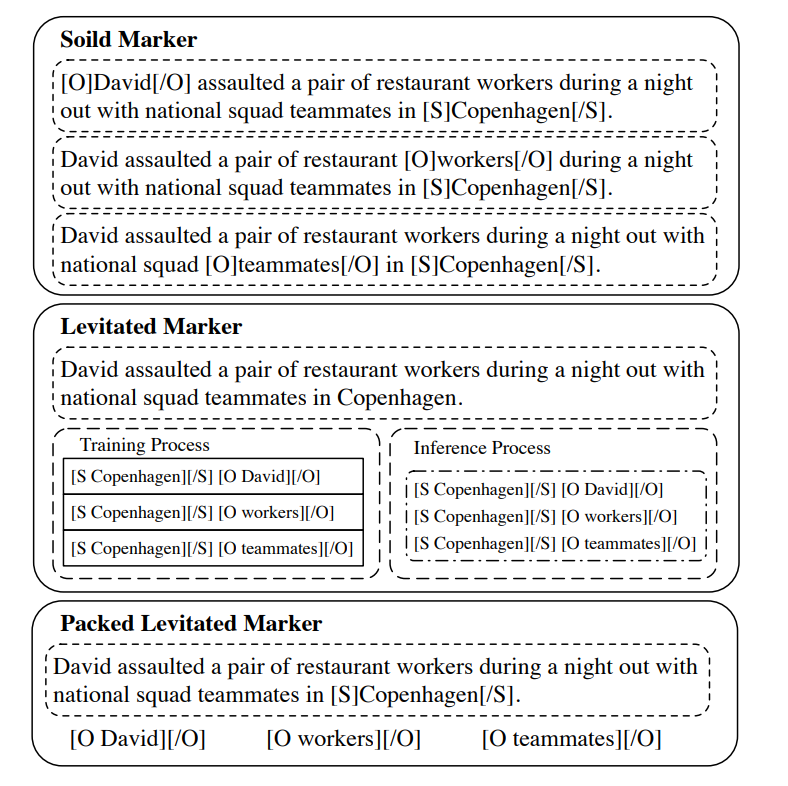 Soild Marker
[O]David[/O] assaulted a pair of restaurant workers during a night
out with national squad teammates in [S]Copenhagen[/S].
David assaulted a pair of restaurant [O]workers[/O] during a night
out with national squad teammates in [S]Copenhagen[/S].
David assaulted a pair of restaurant workers during a night out with
national squad [O]teammates[/O] in [S]Copenhagen[/S].
Levitated Marker
David assaulted a pair of restaurant workers during a night out with
national squad teammates in Copenhagen.
Training Process
[S Copenhagen][/S] [O David][/O]
[S Copenhagen][/S] [O workers][/O]
[S Copenhagen][/S] [O teammates][/O]
Inference Process
[S Copenhagen][/S] [O David][/O]
[S Copenhagen][/S] [O workers][/O]
[S Copenhagen][/S] [O teammates][/O]
Packed Levitated Marker
David assaulted a pair of restaurant workers during a night out with
national squad teammates in [S]Copenhagen[/S].
[O David][/O] [O workers][/O] [O teammates][/O]